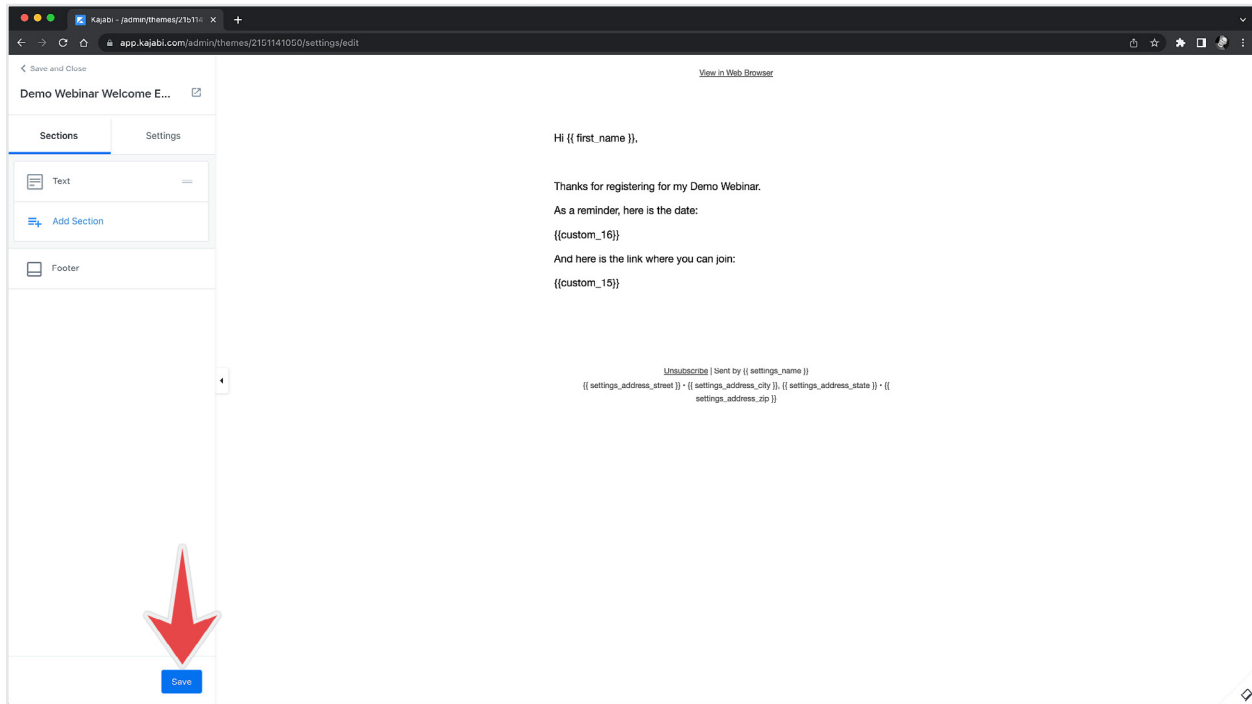 Kajabi - /admin/themes/215114
app.kajabi.com/admin/themes/2151141050/settings/edit
Save and Close
Demo Webinar Welcome E...
Sections
Settings
Text
Add Section
Footer
Save
View in Web Browser
Hi {{ first_name }},
Thanks for registering for my Demo Webinar.
As a reminder, here is the date:
{{custom_16}}
And here is the link where you can join:
{{custom_15}}
Unsubscribe | Sent by {{ settings_name }}
{{ settings_address_street }} • {{ settings_address_city }}, {{ settings_address_state }} • {{
settings_address_zip }}